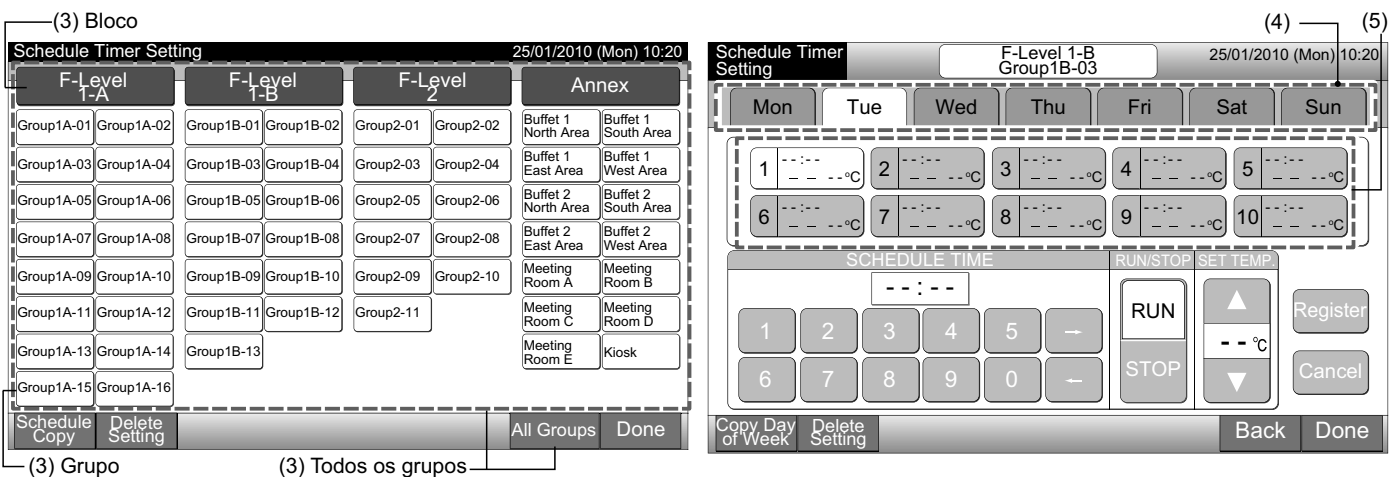 (3) Bloco
Schedule Timer Setting 25/01/2010 (Mon) 10:20
F-Level 1-A F-Level 1-B F-Level 2 Annex
Group1A-01 Group1A-02 Group1B-01 Group1B-02 Group2-01 Group2-02 Buffet 1 North Area Buffet 1 South Area
Group1A-03 Group1A-04 Group1B-03 Group1B-04 Group2-03 Group2-04 Buffet 1 East Area Buffet 1 West Area
Group1A-05 Group1A-06 Group1B-05 Group1B-06 Group2-05 Group2-06 Buffet 2 North Area Buffet 2 South Area
Group1A-07 Group1A-08 Group1B-07 Group1B-08 Group2-07 Group2-08 Buffet 2 East Area Buffet 2 West Area
Group1A-09 Group1A-10 Group1B-09 Group1B-10 Group2-09 Group2-10 Meeting Room A Meeting Room B
Group1A-11 Group1A-12 Group1B-11 Group1B-12 Group2-11 Meeting Room C Meeting Room D
Group1A-13 Group1A-14 Group1B-13 Meeting Room E Kiosk
Group1A-15 Group1A-16
Schedule Copy Delete Setting All Groups Done
(3) Grupo (3) Todos os grupos
(4) (5)
Schedule Timer Setting F-Level 1-B Group1B-03 25/01/2010 (Mon) 10:20
Mon Tue Wed Thu Fri Sat Sun
1 --:-- _ _ --°C 2 --:-- _ _ --°C 3 --:-- _ _ --°C 4 --:-- _ _ --°C 5 --:-- _ _ --°C
6 --:-- _ _ --°C 7 --:-- _ _ --°C 8 --:-- _ _ --°C 9 --:-- _ _ --°C 10 --:-- _ _ --°C
SCHEDULE TIME RUN/STOP SET TEMP.
--:--
1 2 3 4 5 → RUN ▲ Register
-- °C
6 7 8 9 0 ← STOP ▼ Cancel
Copy Day of Week Delete Setting Back Done